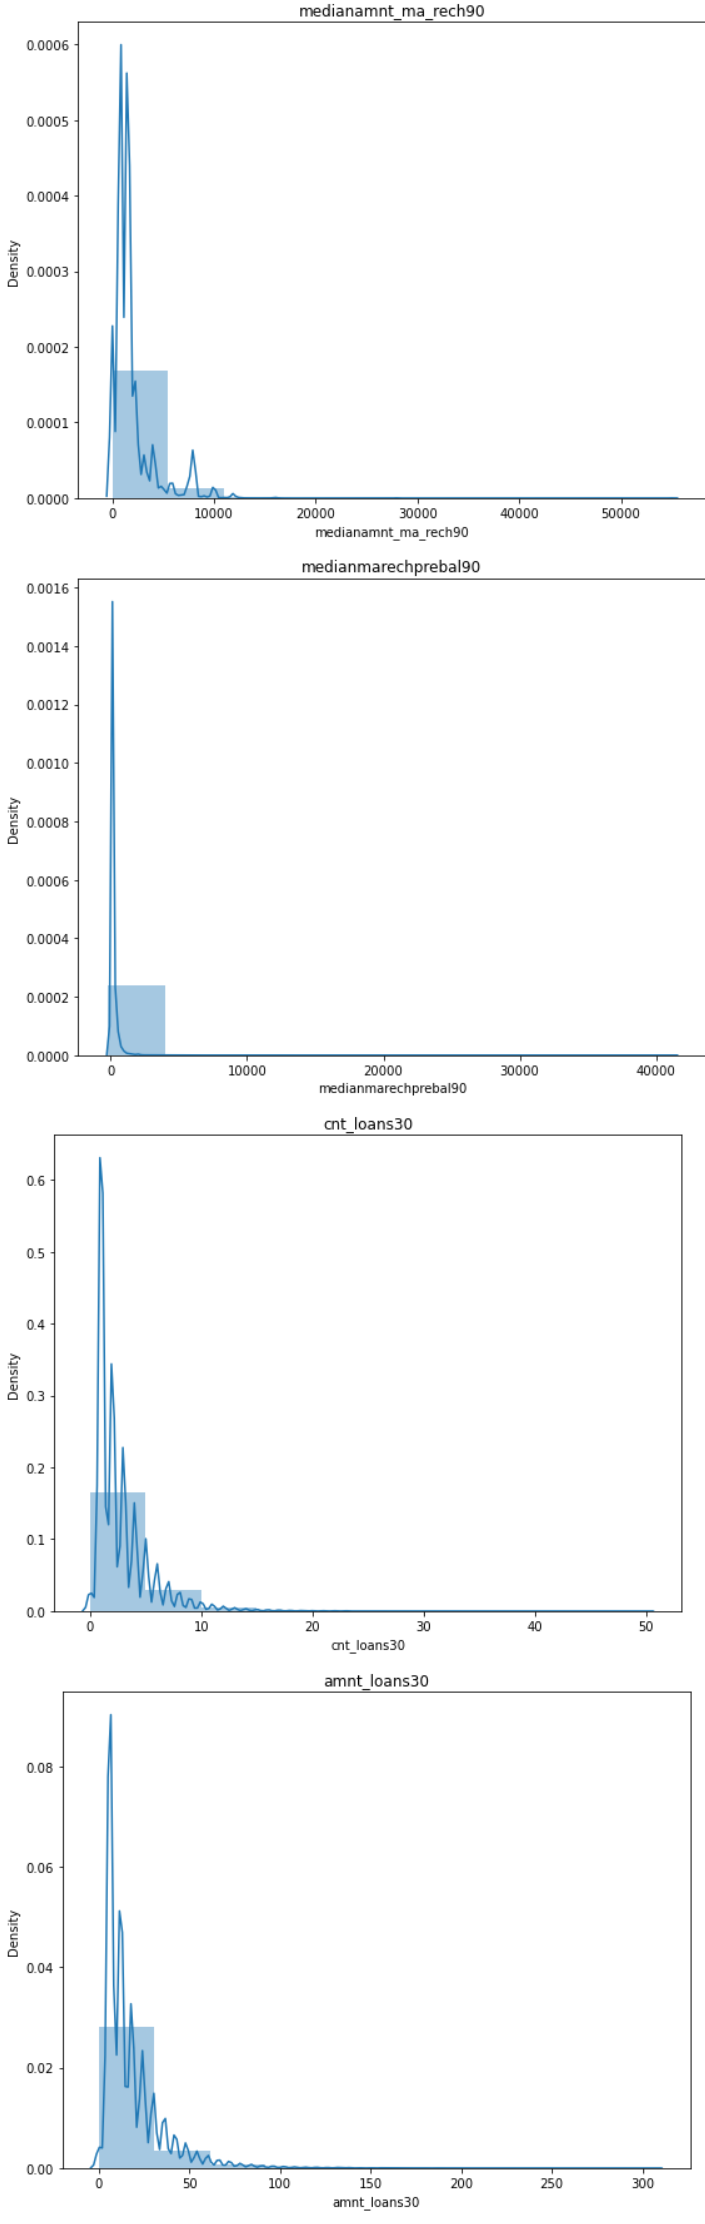 medianamnt_ma_rech90
0.0006
0.0005
0.0004
0.0003
0.0002
0.0001
0.0000
Density
0 10000 20000 30000 40000 50000
medianamnt_ma_rech90
medianmarechprebal90
0.0016
0.0014
0.0012
0.0010
0.0008
0.0006
0.0004
0.0002
0.0000
Density
0 10000 20000 30000 40000
medianmarechprebal90
cnt_loans30
0.6
0.5
0.4
0.3
0.2
0.1
0.0
Density
0 10 20 30 40 50
cnt_loans30
amnt_loans30
0.08
0.06
0.04
0.02
0.00
Density
0 50 100 150 200 250 300
amnt_loans30